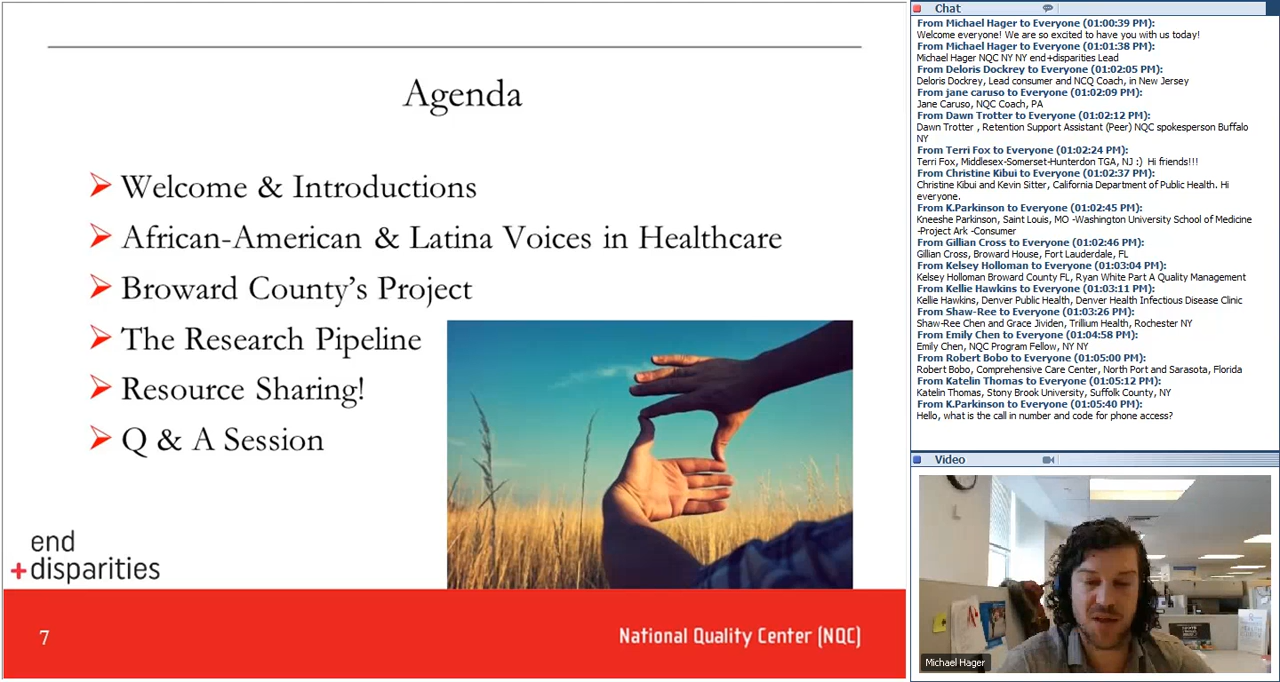 Agenda
Welcome & Introductions
African-American & Latina Voices in Healthcare
Broward County's Project
The Research Pipeline
Resource Sharing!
Q & A Session
end
+disparities
7
National Quality Center (NQC)
Chat
From Michael Hager to Everyone (01:00:39 PM):
Welcome everyone! We are so excited to have you with us today!
From Michael Hager to Everyone (01:01:38 PM):
Michael Hager NQC NY NY end+disparities Lead
From Deloris Dockrey to Everyone (01:02:05 PM):
Deloris Dockrey, Lead consumer and NCQ Coach, in New Jersey
From jane caruso to Everyone (01:02:09 PM):
Jane Caruso, NQC Coach, PA
From Dawn Trotter to Everyone (01:02:12 PM):
Dawn Trotter , Retention Support Assistant (Peer) NQC spokesperson Buffalo
NY
From Terri Fox to Everyone (01:02:24 PM):
Terri Fox, Middlesex-Somerset-Hunterdon TGA, NJ :) Hi friends!!!
From Christine Kibui to Everyone (01:02:37 PM):
Christine Kibui and Kevin Sitter, California Department of Public Health. Hi
everyone.
From K.Parkinson to Everyone (01:02:45 PM):
Kneeshe Parkinson, Saint Louis, MO -Washington University School of Medicine
-Project Ark -Consumer
From Gillian Cross to Everyone (01:02:46 PM):
Gillian Cross, Broward House, Fort Lauderdale, FL
From Kelsey Holloman to Everyone (01:03:04 PM):
Kelsey Holloman Broward County FL, Ryan White Part A Quality Management
From Kellie Hawkins to Everyone (01:03:11 PM):
Kellie Hawkins, Denver Public Health, Denver Health Infectious Disease Clinic
From Shaw-Ree to Everyone (01:03:26 PM):
Shaw-Ree Chen and Grace Jividen, Trillium Health, Rochester NY
From Emily Chen to Everyone (01:04:58 PM):
Emily Chen, NQC Program Fellow, NY NY
From Robert Bobo to Everyone (01:05:00 PM):
Robert Bobo, Comprehensive Care Center, North Port and Sarasota, Florida
From Katelin Thomas to Everyone (01:05:12 PM):
Katelin Thomas, Stony Brook University, Suffolk County, NY
From K.Parkinson to Everyone (01:05:40 PM):
Hello, what is the call in number and code for phone access?
Video
Michael Hager